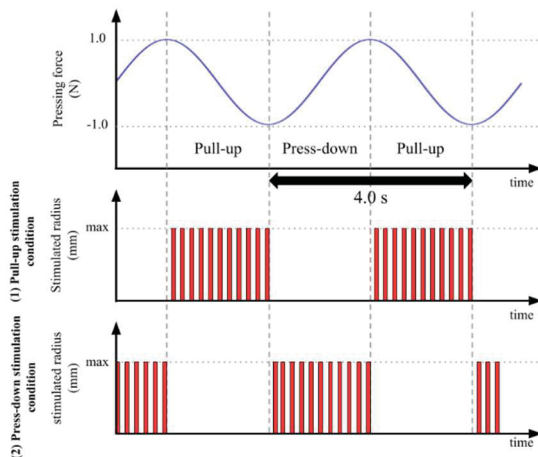 Pressing force
(N)
1.0
-1.0
Pull-up
Press-down
Pull-up
time
4.0 s
(1) Pull-up stimulation
condition
Stimulated radius
(mm)
max
time
(2) Press-down stimulation
condition
stimulated radius
(mm)
max
time